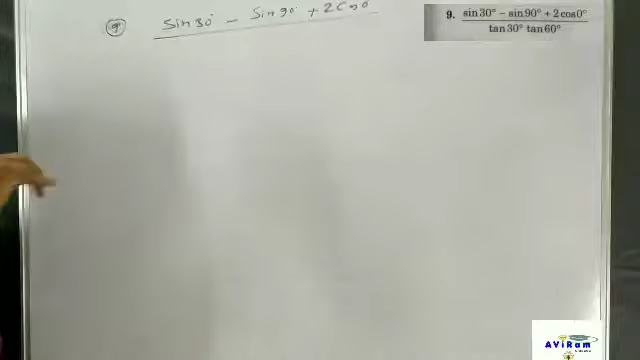 9 sin 30° - sin 90° + 2 cos 0°
9. sin 30° − sin 90° + 2 cos 0°
tan 30° tan 60°
AViRam